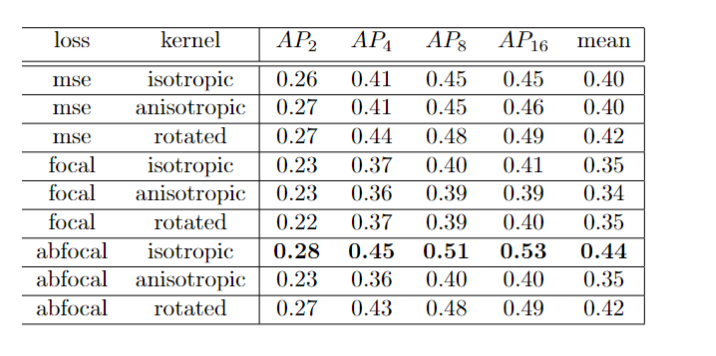 loss kernel AP2 AP4 AP8 AP16 mean
mse isotropic 0.26 0.41 0.45 0.45 0.40
mse anisotropic 0.27 0.41 0.45 0.46 0.40
mse rotated 0.27 0.44 0.48 0.49 0.42
focal isotropic 0.23 0.37 0.40 0.41 0.35
focal anisotropic 0.23 0.36 0.39 0.39 0.34
focal rotated 0.22 0.37 0.39 0.40 0.35
abfocal isotropic 0.28 0.45 0.51 0.53 0.44
abfocal anisotropic 0.23 0.36 0.40 0.40 0.35
abfocal rotated 0.27 0.43 0.48 0.49 0.42